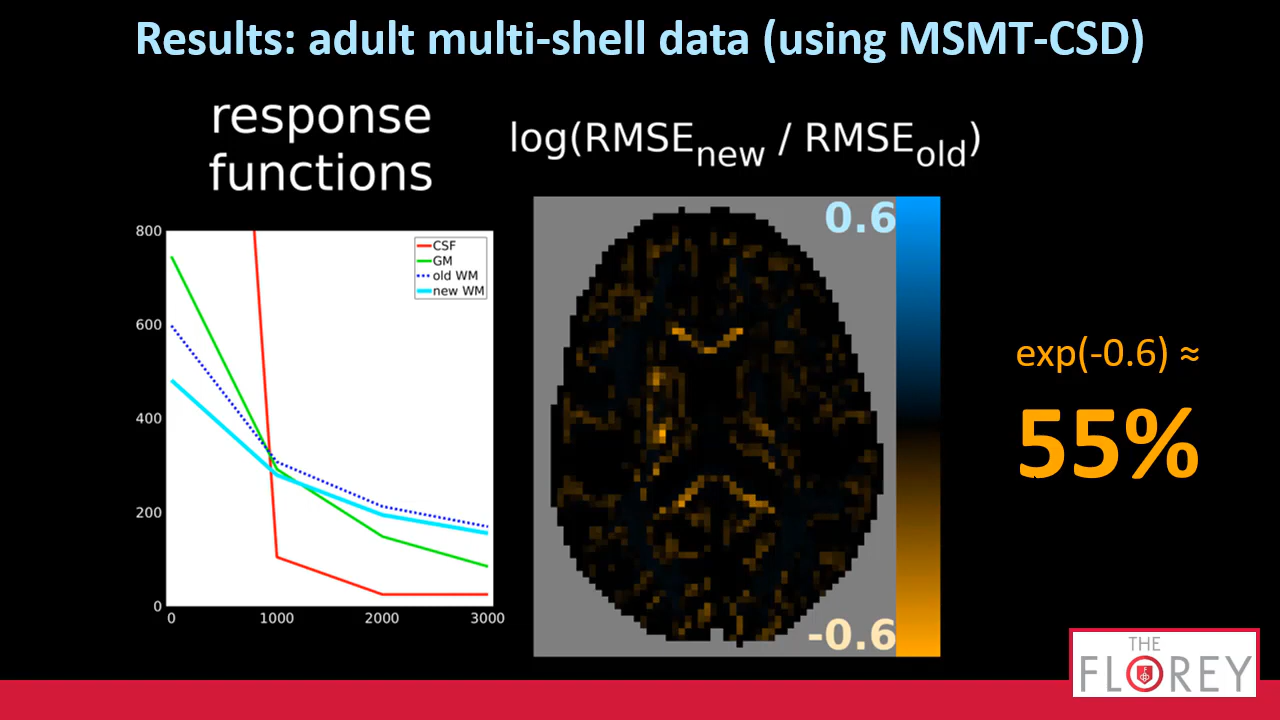 Results: adult multi-shell data (using MSMT-CSD)
response
functions
log(RMSEnew / RMSEold)
800
600
400
200
0
0 1000 2000 3000
CSF
GM
old WM
new WM
0.6
-0.6
exp(-0.6) ≈
55%
THE
FLOREY